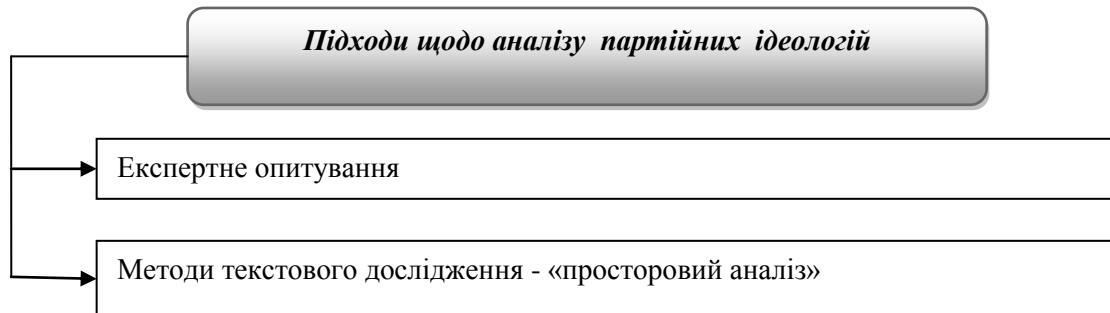 Підходи щодо аналізу партійних ідеологій
Експертне опитування
Методи текстового дослідження - «просторовий аналіз»